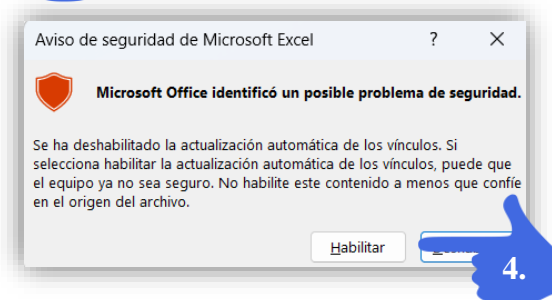 Aviso de seguridad de Microsoft Excel ? ×
Microsoft Office identificó un posible problema de seguridad.
Se ha deshabilitado la actualización automática de los vínculos. Si
selecciona habilitar la actualización automática de los vínculos, puede que
el equipo ya no sea seguro. No habilite este contenido a menos que confíe
en el origen del archivo.
Habilitar
4.